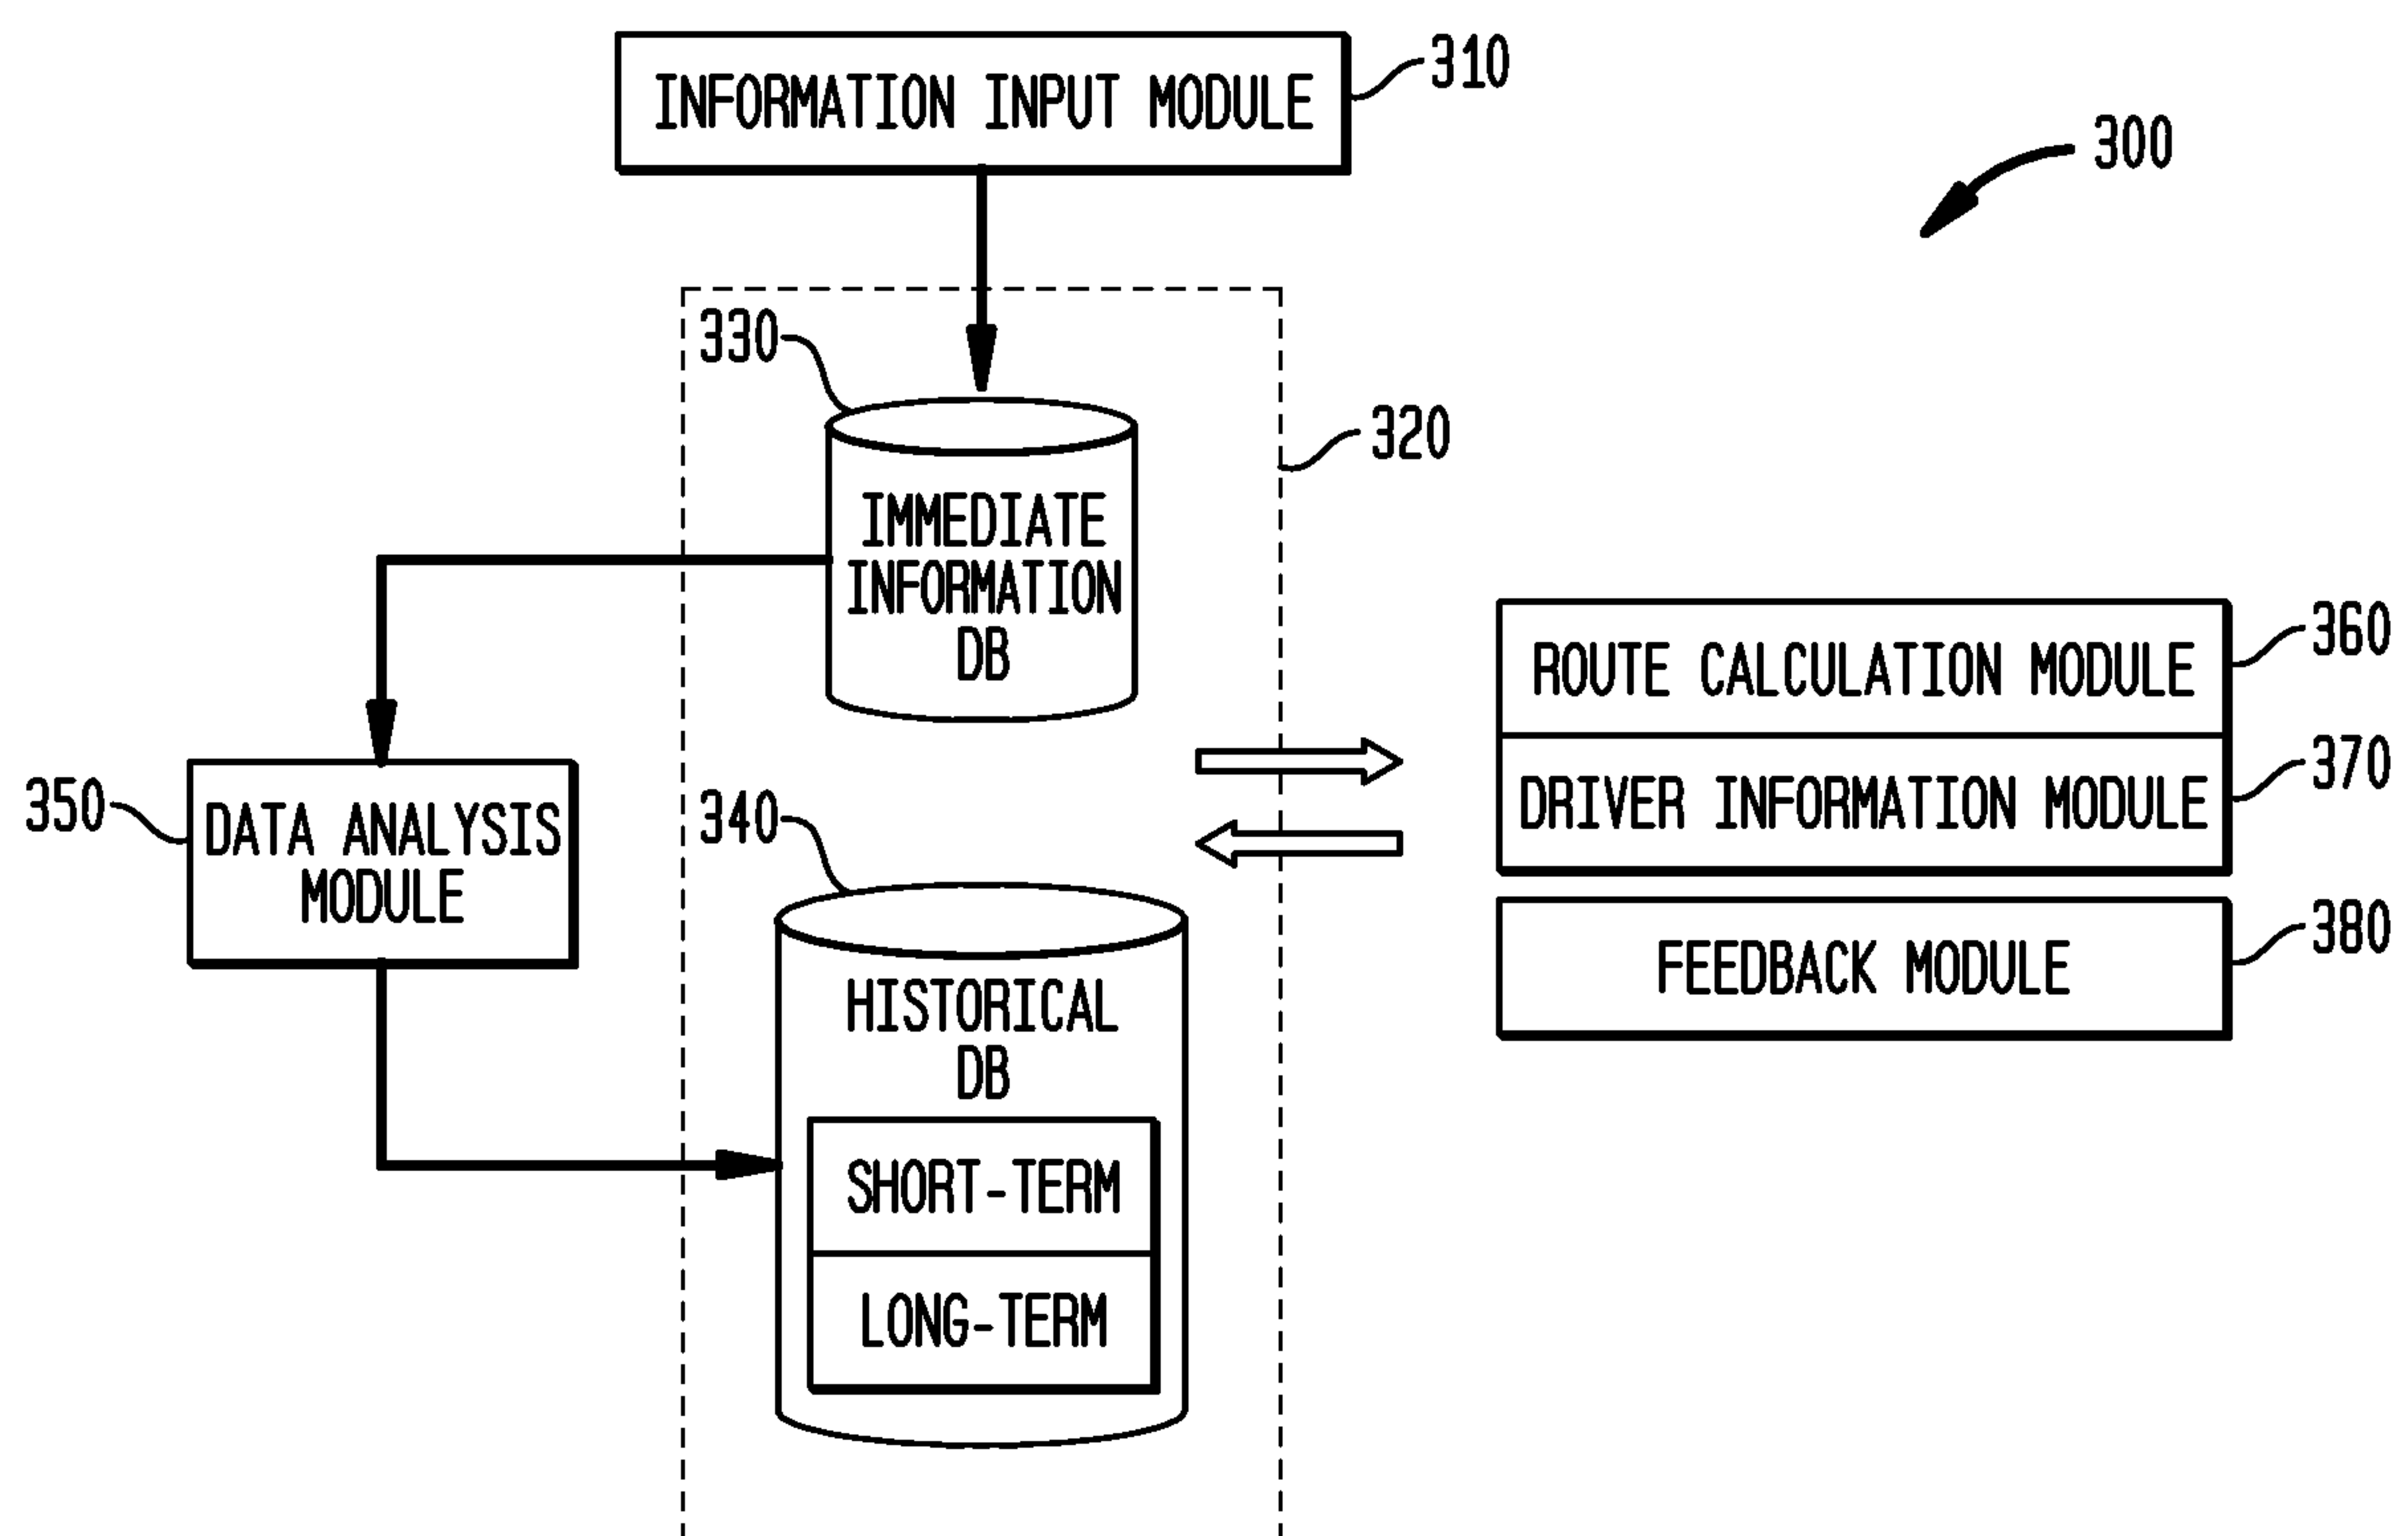 INFORMATION INPUT MODULE
310
300
330
320
IMMEDIATE
INFORMATION
DB
360
ROUTE CALCULATION MODULE
370
DRIVER INFORMATION MODULE
350
DATA ANALYSIS
MODULE
340
380
FEEDBACK MODULE
HISTORICAL
DB
SHORT-TERM
LONG-TERM